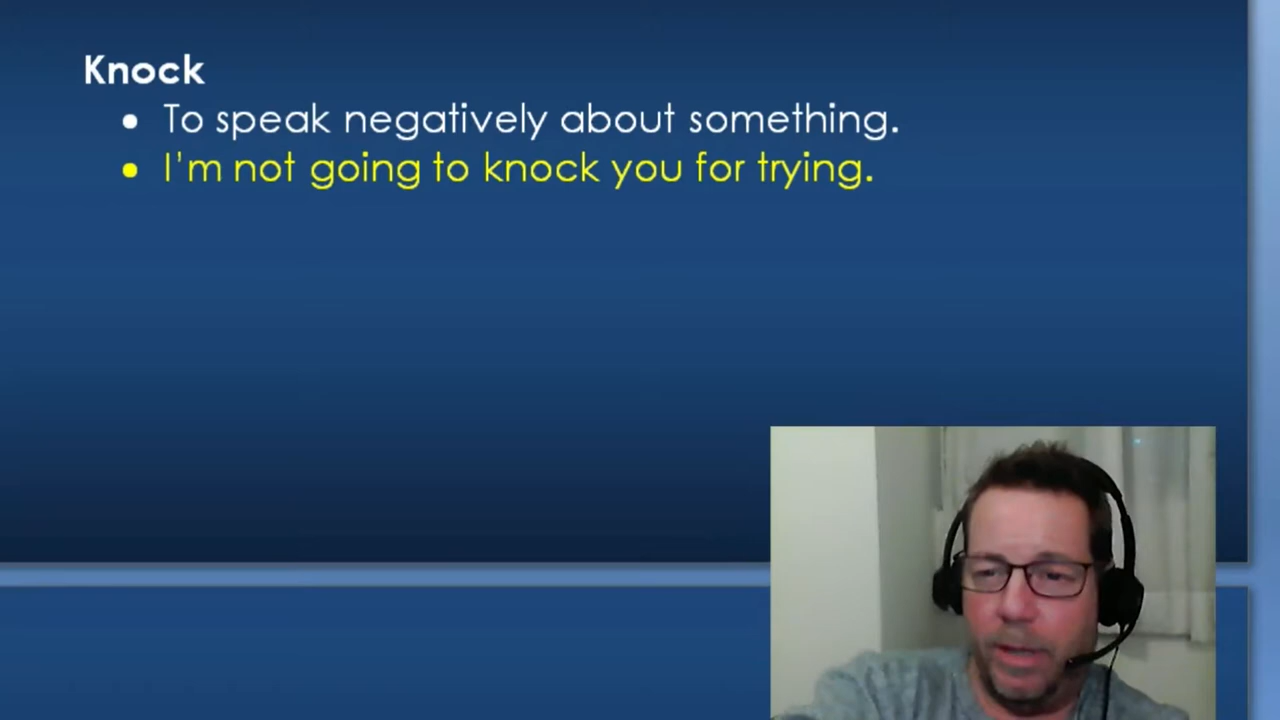 Knock
• To speak negatively about something.
• I'm not going to knock you for trying.